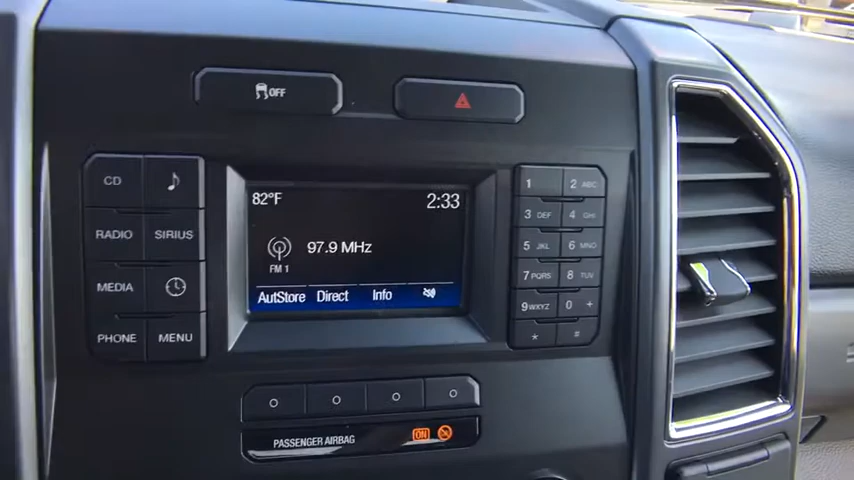 OFF
CD
RADIO SIRIUS
MEDIA
PHONE MENU
82°F 2:33
97.9 MHz
FM 1
AutStore Direct Info
1 2 ABC
3 DEF 4 GHI
5 JKL 6 MNO
7 PQRS 8 TUV
9 WXYZ 0 +
* #
PASSENGER AIRBAG ON